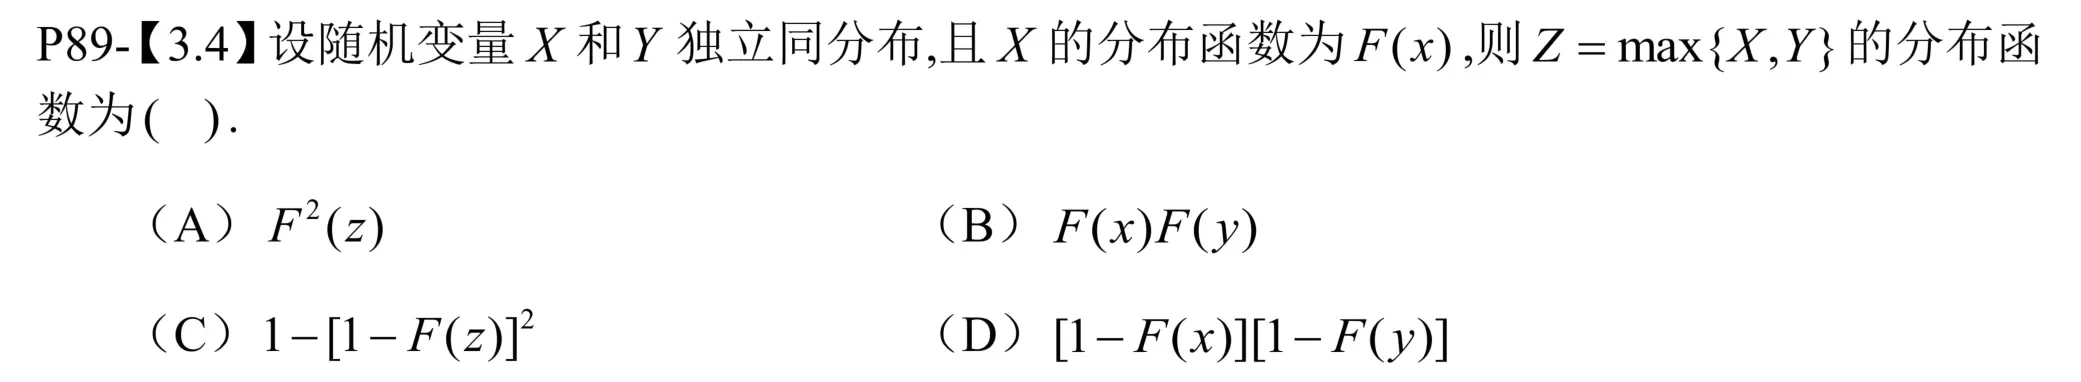 P89-【3.4】设随机变量 X 和 Y 独立同分布,且 X 的分布函数为 F(x) ,则 Z = max{X,Y} 的分布函
数为( ).
（A） F²(z) （B） F(x)F(y)
（C） 1−[1−F(z)]² （D） [1−F(x)][1−F(y)]